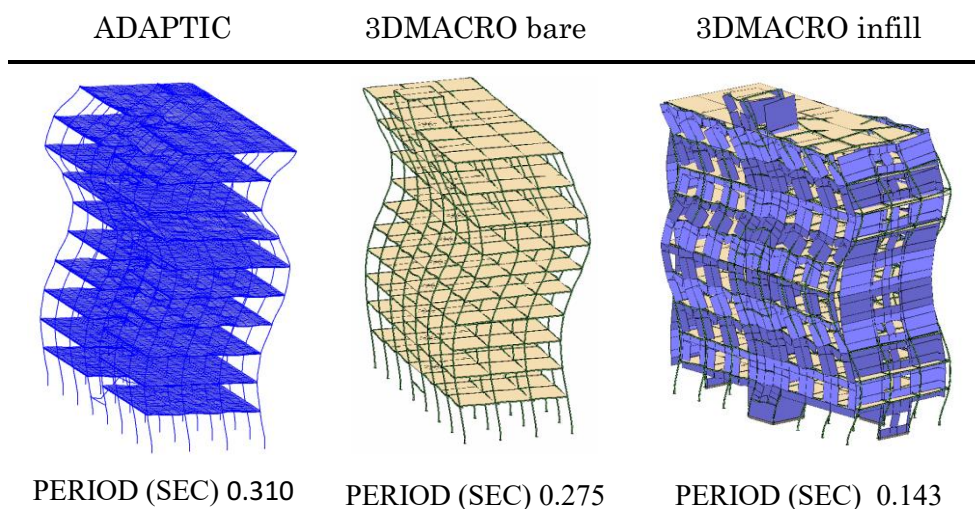 ADAPTIC 3DMACRO bare 3DMACRO infill
PERIOD (SEC) 0.310 PERIOD (SEC) 0.275 PERIOD (SEC) 0.143